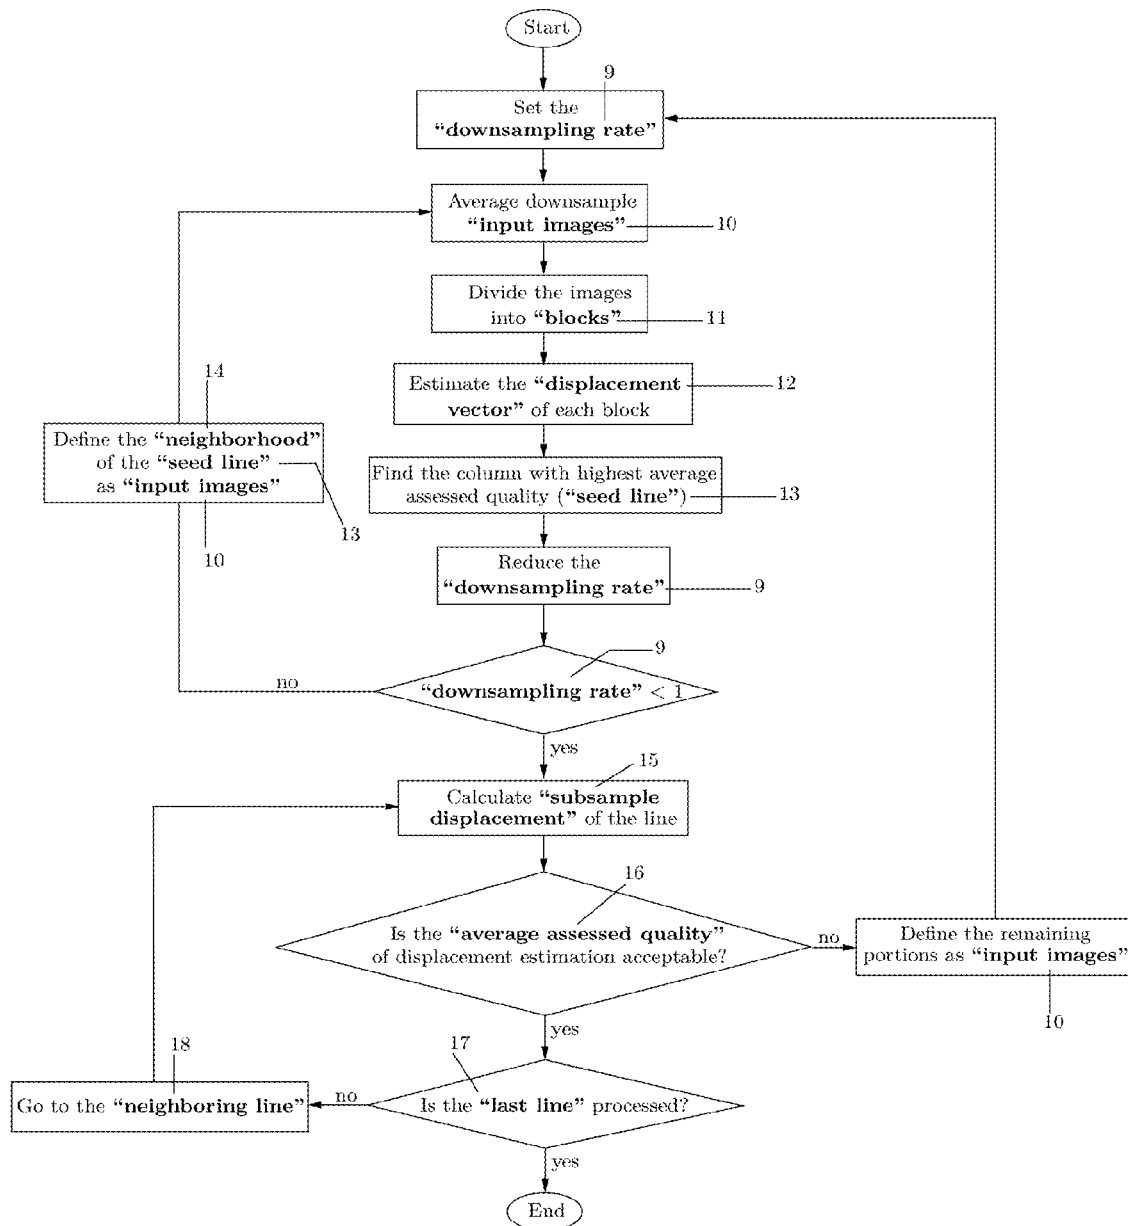 Start
9
Set the
“downsampling rate”
Average downsample
“input images”
10
Divide the images
into “blocks”
11
Estimate the “displacement
vector” of each block
12
14
Define the “neighborhood”
of the “seed line”
as “input images”
13
10
Find the column with highest average
assessed quality (“seed line”)
13
Reduce the
“downsampling rate”
9
9
“downsampling rate” < 1
no
yes
15
Calculate “subsample
displacement” of the line
16
Is the “average assessed quality”
of displacement estimation acceptable?
no
Define the remaining
portions as “input images”
10
yes
17
18
Go to the “neighboring line”
no
Is the “last line” processed?
yes
End